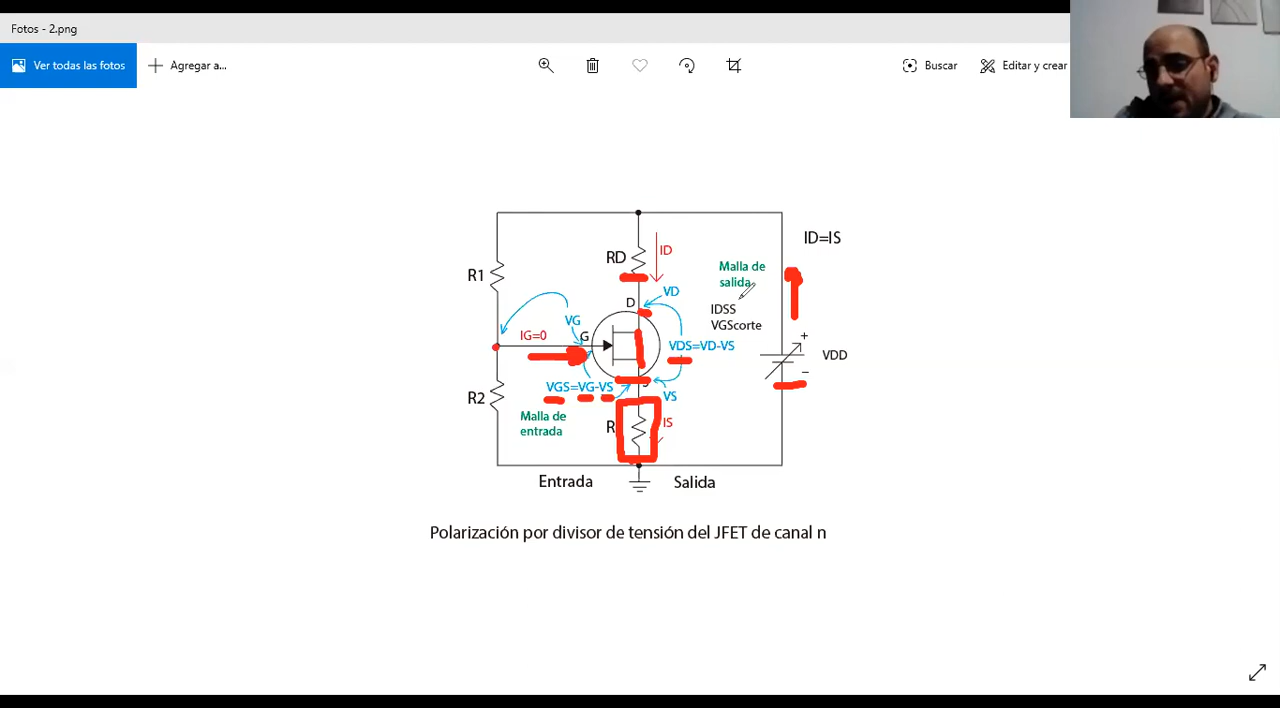 Fotos - 2.png
Ver todas las fotos
Agregar a...
Buscar
Editar y crear
ID=IS
RD
ID
Malla de
salida
R1
VD
D
IDSS
VGScorte
VG
IG=0
G
VDS=VD-VS
+
VDD
-
VGS=VG-VS
VS
R2
Malla de
entrada
R
IS
Entrada
Salida
Polarización por divisor de tensión del JFET de canal n